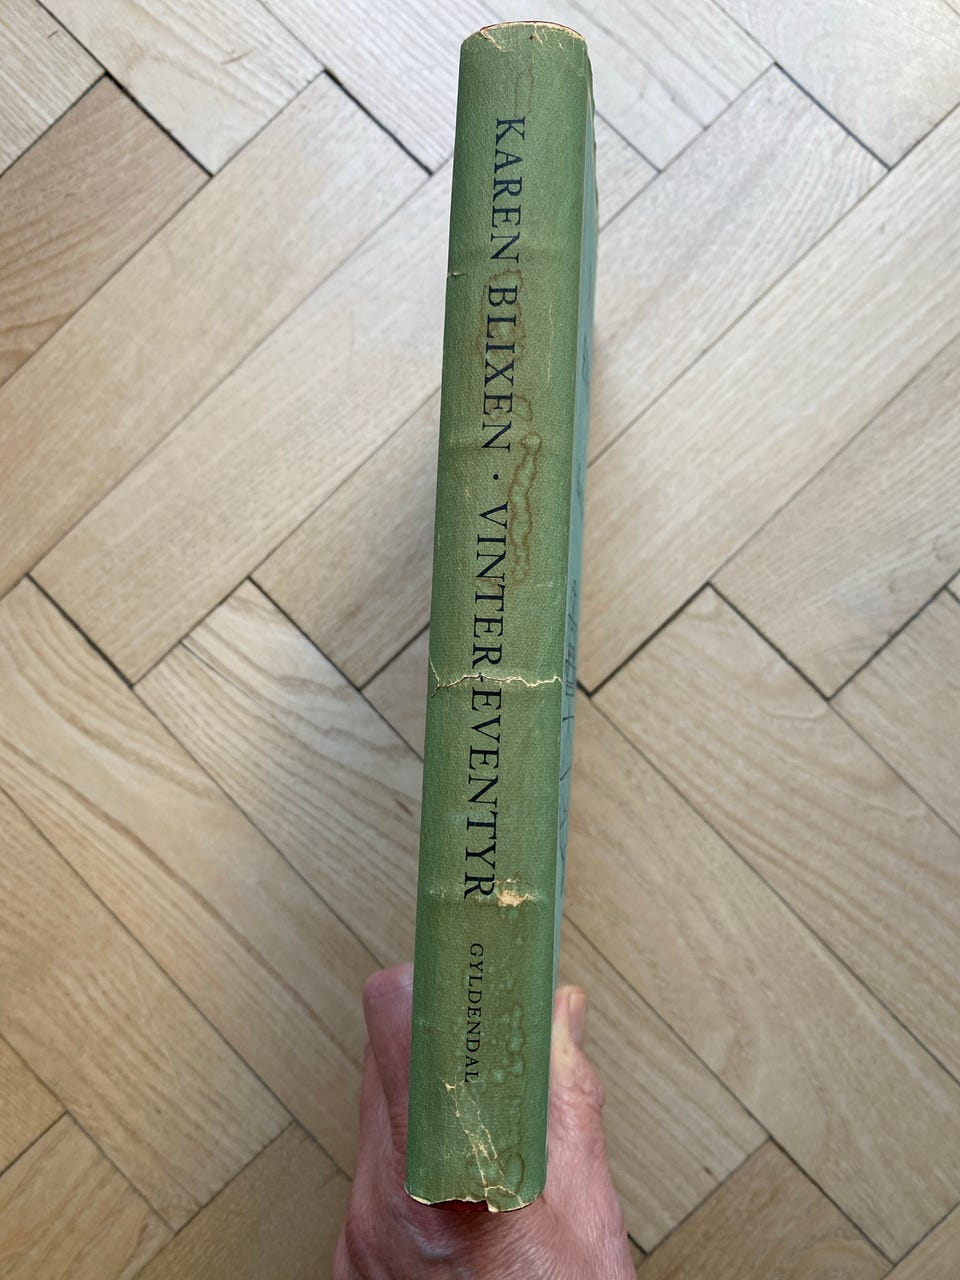 KAREN BLIXEN · VINTER-EVENTYR
GYLDENDAL